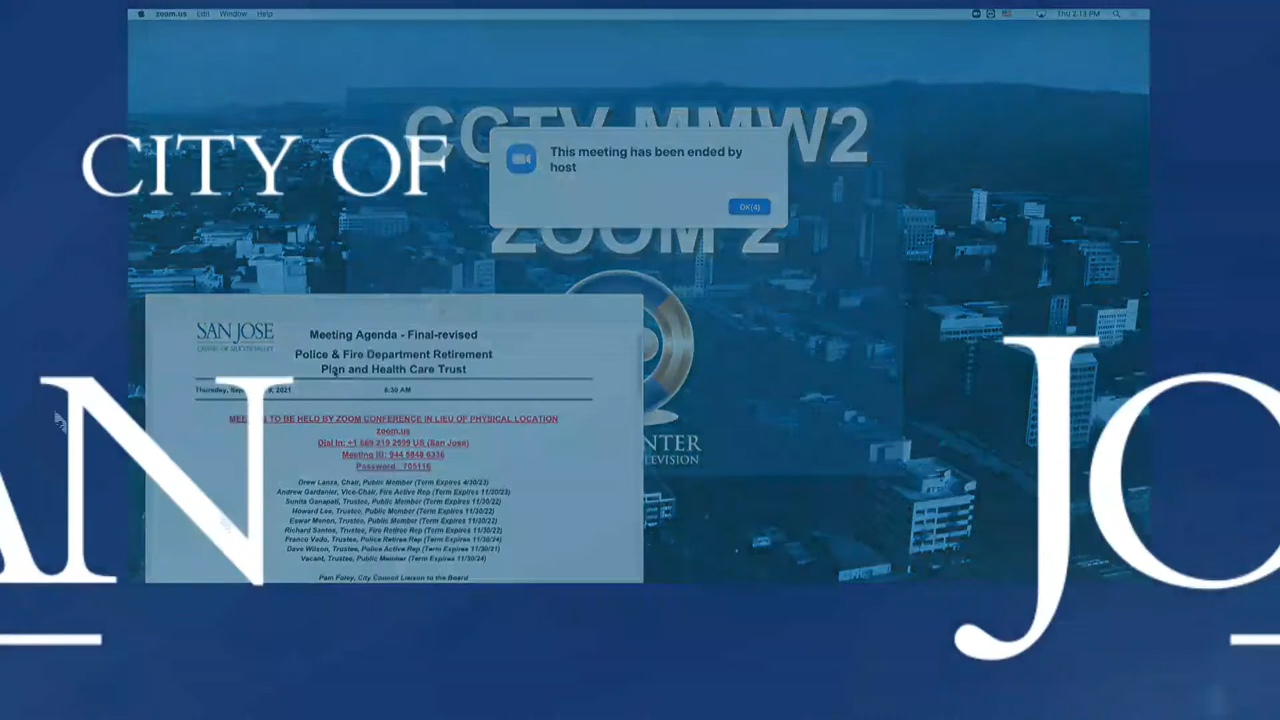 zoom.us Edit Window Help
Thu 2:13 PM
CITY OF
CCTV MMW2
This meeting has been ended by
host
OK(4)
ZOOM 2
SAN JOSE
Meeting Agenda - Final-revised
Police & Fire Department Retirement
Plan and Health Care Trust
Thursday, 9, 2021
8:30 AM
TO BE HELD BY ZOOM CONFERENCE IN LIEU OF PHYSICAL LOCATION
zoom.us
Dial In: +1 669 219 2599 US (San Jose)
Meeting ID: 944 5848 6336
Password 705116
Drew Lanza, Chair, Public Member (Term Expires 4/30/23)
Andrew Gardanier, Vice-Chair, Fire Active Rep (Term Expires 11/30/23)
Sunita Ganapati, Trustee, Public Member (Term Expires 11/30/22)
Howard Lee, Trustee, Public Member (Term Expires 11/30/22)
Eswar Menon, Trustee, Public Member (Term Expires 11/30/22)
Richard Santos, Trustee, Fire Retiree Rep (Term Expires 11/30/22)
Franco Vado, Trustee, Police Retiree Rep (Term Expires 11/30/24)
Dave Wilson, Trustee, Police Active Rep (Term Expires 11/30/21)
Vacant, Trustee, Public Member (Term Expires 11/30/24)
Pam Foley, City Council Liaison to the Board
NTER
LEVISION
AN JO